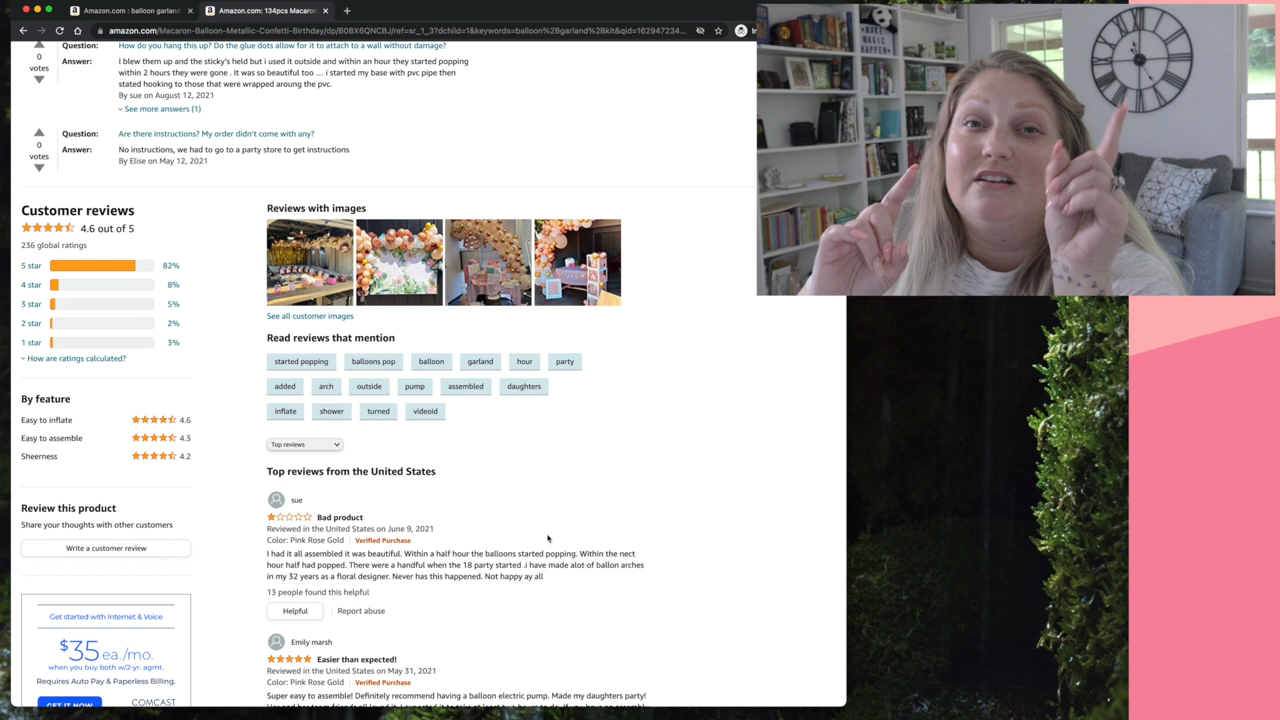 Amazon.com : balloon garland
Amazon.com: 134pcs Macaron
amazon.com/Macaron-Balloon-Metallic-Confetti-Birthday/dp/B08X6QNCBJ/ref=sr_1_3?dchild=1&keywords=balloon%2Bgarland%2Bkit&qid=162947234...
In
0
votes
Question:
How do you hang this up? Do the glue dots allow for it to attach to a wall without damage?
Answer:
I blew them up and the sticky's held but i used it outside and within an hour they started popping
within 2 hours they were gone . It was so beautiful too ... i started my base with pvc pipe then
stated hooking to those that were wrapped around the pvc.
By sue on August 12, 2021
See more answers (1)
0
votes
Question:
Are there instructions? My order didn't come with any?
Answer:
No instructions, we had to go to a party store to get instructions
By Elise on May 12, 2021
Customer reviews
4.6 out of 5
236 global ratings
5 star 82%
4 star 8%
3 star 5%
2 star 2%
1 star 3%
How are ratings calculated?
By feature
Easy to inflate 4.6
Easy to assemble 4.3
Sheerness 4.2
Review this product
Share your thoughts with other customers
Write a customer review
Get started with Internet & Voice
$35 ea./mo.
when you buy both w/2-yr. agmt.
Requires Auto Pay & Paperless Billing.
GET IT NOW
COMCAST
Reviews with images
See all customer images
Read reviews that mention
started popping balloons pop balloon garland hour party
added arch outside pump assembled daughters
inflate shower turned videoid
Top reviews
Top reviews from the United States
sue
Bad product
Reviewed in the United States on June 9, 2021
Color: Pink Rose Gold Verified Purchase
I had it all assembled it was beautiful. Within a half hour the balloons started popping. Within the nect
hour half had popped. There were a handful when the 18 party started .i have made alot of ballon arches
in my 32 years as a floral designer. Never has this happened. Not happy ay all
13 people found this helpful
Helpful
Report abuse
Emily marsh
Easier than expected!
Reviewed in the United States on May 31, 2021
Color: Pink Rose Gold Verified Purchase
Super easy to assemble! Definitely recommend having a balloon electric pump. Made my daughters party!
MAGIC
HAPPEN